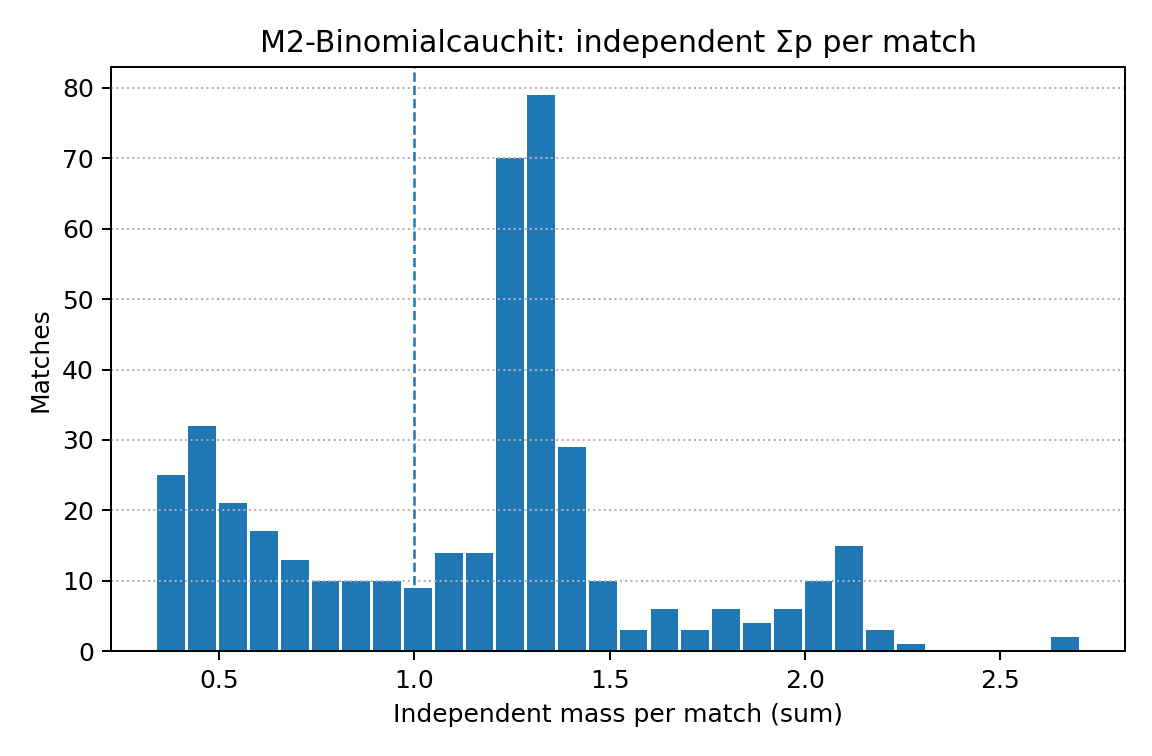 M2-Binomialcauchit: independent Σp per match
Matches
80
70
60
50
40
30
20
10
0
0.5 1.0 1.5 2.0 2.5
Independent mass per match (sum)